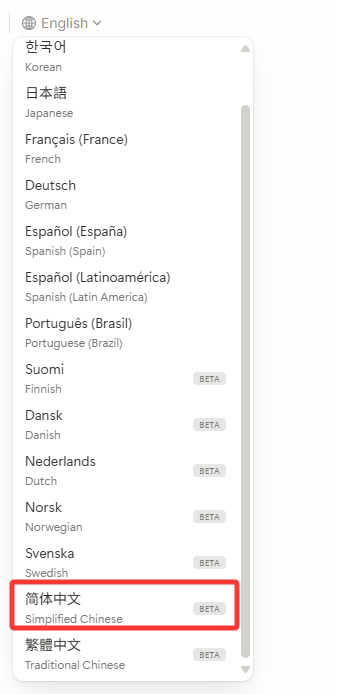 English
한국어
Korean
日本語
Japanese
Français (France)
French
Deutsch
German
Español (España)
Spanish (Spain)
Español (Latinoamérica)
Spanish (Latin America)
Português (Brasil)
Portuguese (Brazil)
Suomi
BETA
Finnish
Dansk
BETA
Danish
Nederlands
BETA
Dutch
Norsk
BETA
Norwegian
Svenska
BETA
Swedish
简体中文
BETA
Simplified Chinese
繁體中文
BETA
Traditional Chinese